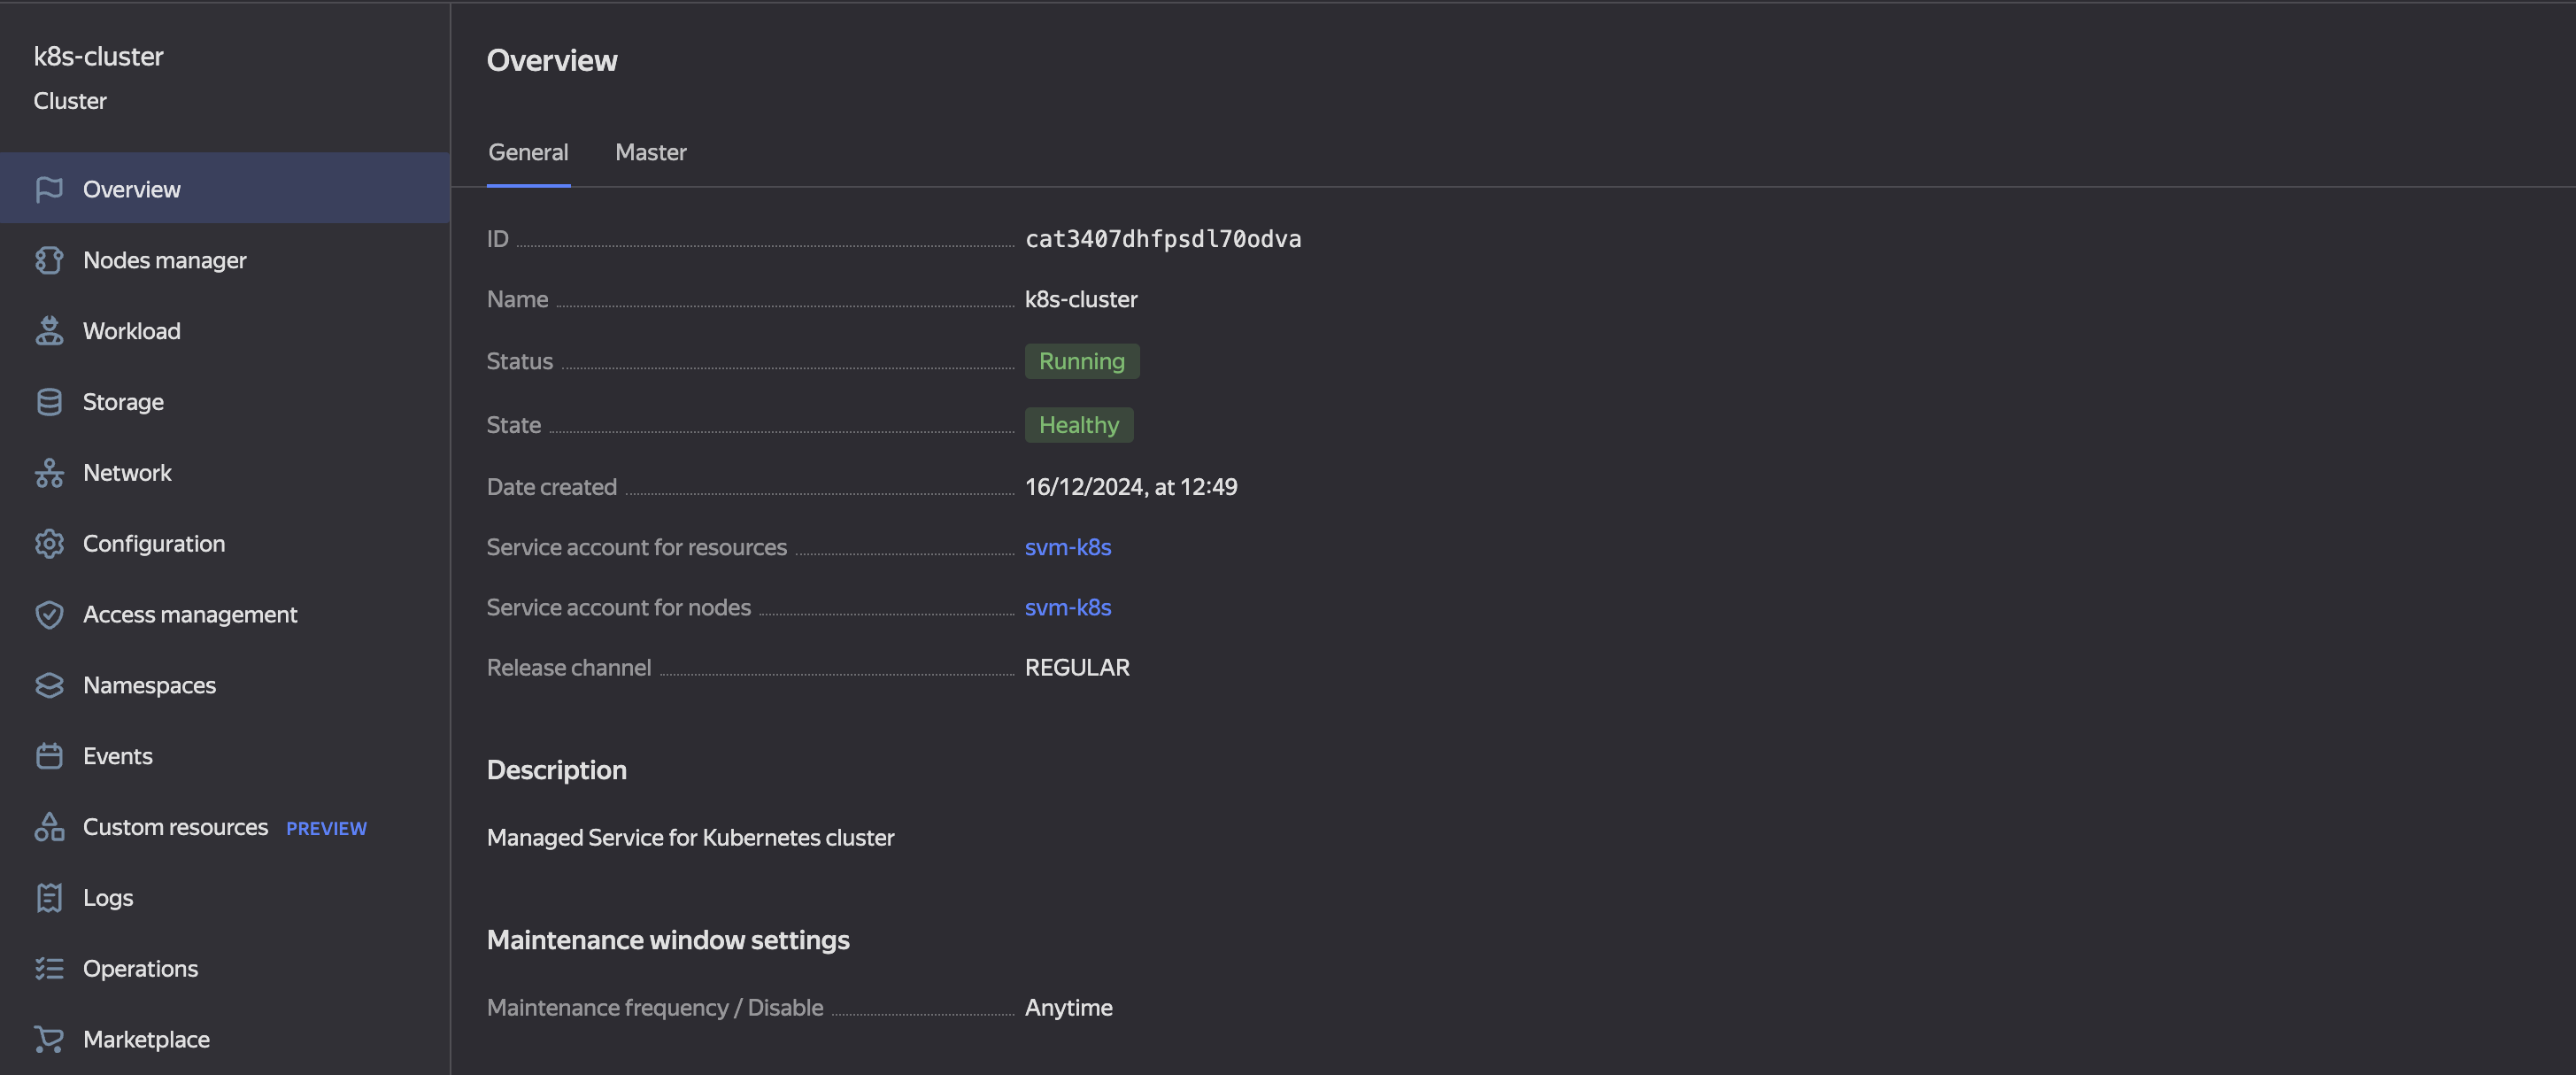 k8s-cluster
Cluster
Overview
Nodes manager
Workload
Storage
Network
Configuration
Access management
Namespaces
Events
Custom resources PREVIEW
Logs
Operations
Marketplace
Overview
General Master
ID cat3407dhfpsdl70odva
Name k8s-cluster
Status Running
State Healthy
Date created 16/12/2024, at 12:49
Service account for resources svm-k8s
Service account for nodes svm-k8s
Release channel REGULAR
Description
Managed Service for Kubernetes cluster
Maintenance window settings
Maintenance frequency / Disable Anytime